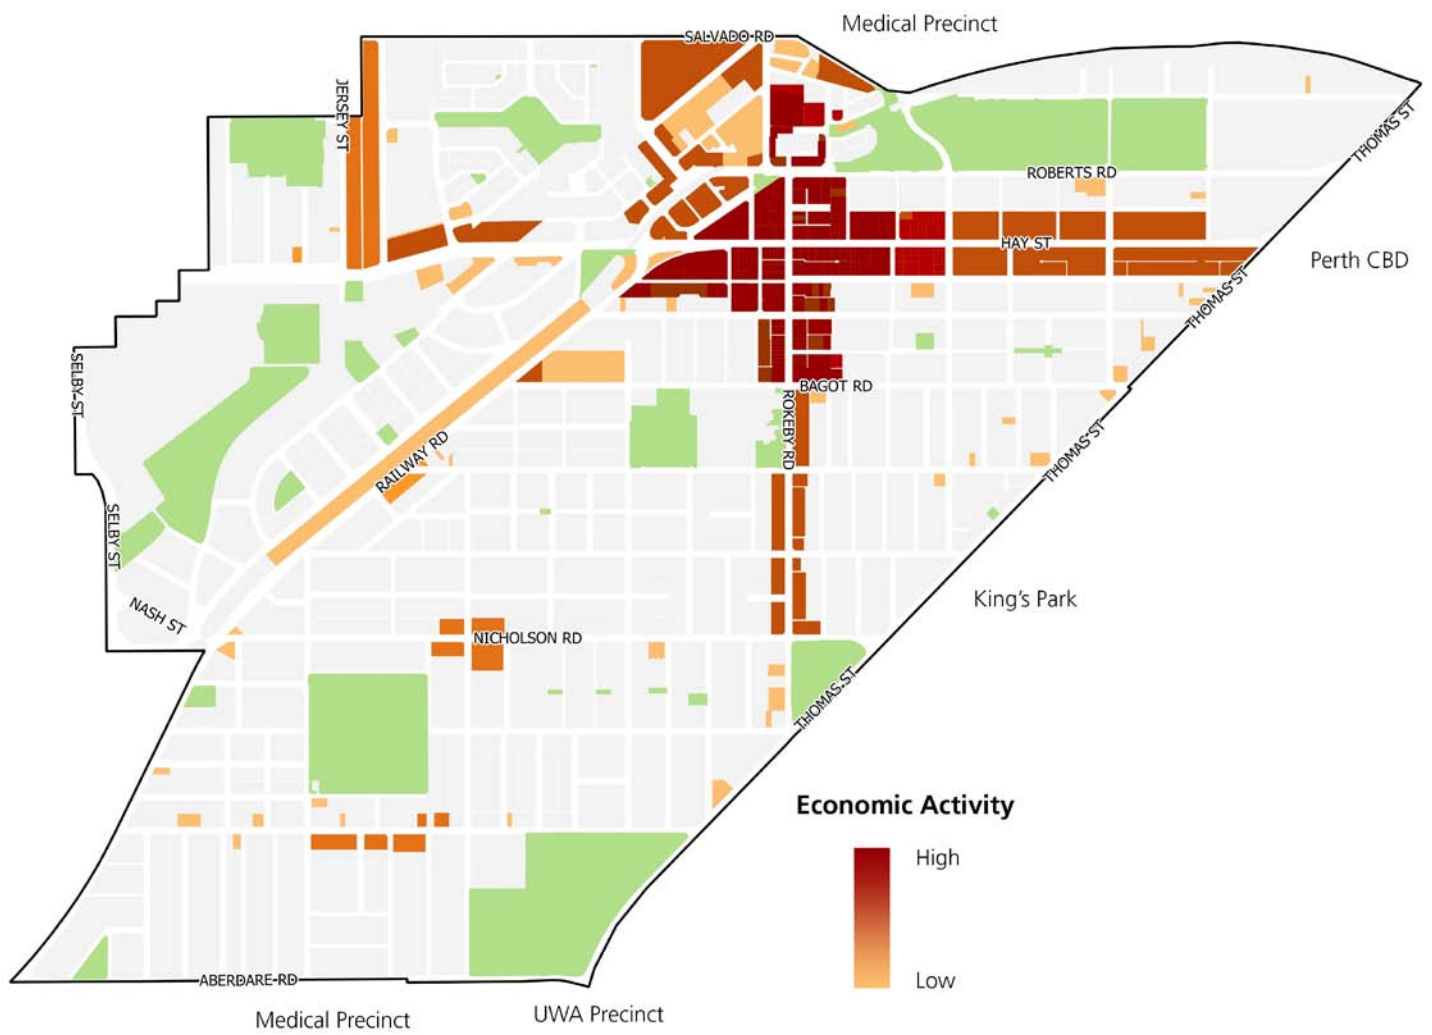 Medical Precinct
SALVADO RD
JERSEY ST
THOMAS ST
ROBERTS RD
HAY ST
Perth CBD
THOMAS ST
SELBY ST
BAGOT RD
ROKEBY RD
RAILWAY RD
THOMAS ST
SELBY ST
King's Park
NASH ST
NICHOLSON RD
THOMAS ST
Economic Activity
High
Low
ABERDARE RD
Medical Precinct
UWA Precinct